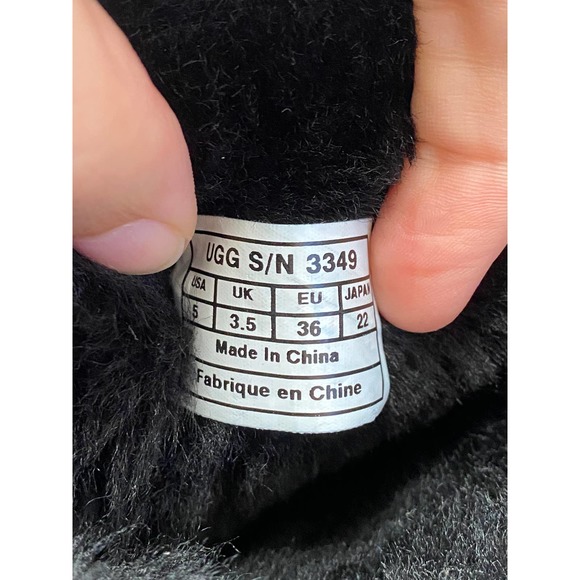 UGG S/N 3349
USA UK EU JAPAN
5 3.5 36 22
Made In China
Fabrique en Chine